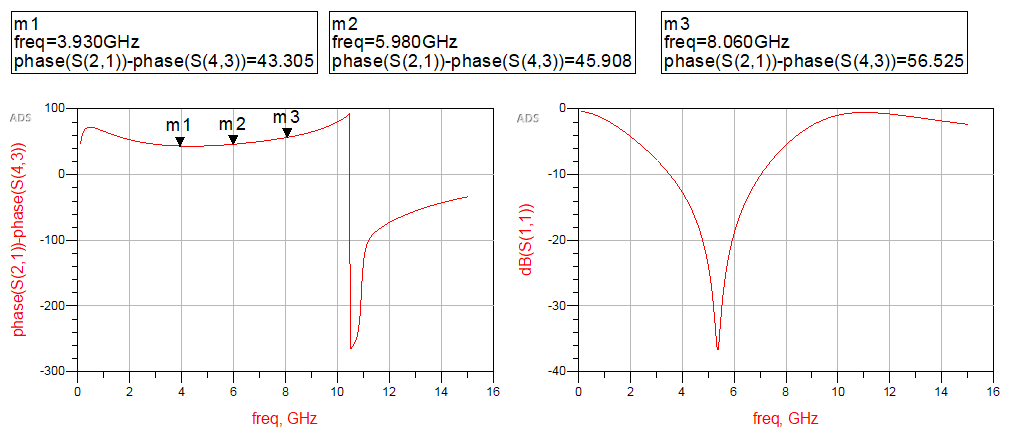 m1
freq=3.930GHz
phase(S(2,1))-phase(S(4,3))=43.305
m2
freq=5.980GHz
phase(S(2,1))-phase(S(4,3))=45.908
m3
freq=8.060GHz
phase(S(2,1))-phase(S(4,3))=56.525
ADS
phase(S(2,1))-phase(S(4,3))
100
0
-100
-200
-300
m1
m2
m3
0 2 4 6 8 10 12 14 16
freq, GHz
ADS
dB(S(1,1))
0
-10
-20
-30
-40
0 2 4 6 8 10 12 14 16
freq, GHz